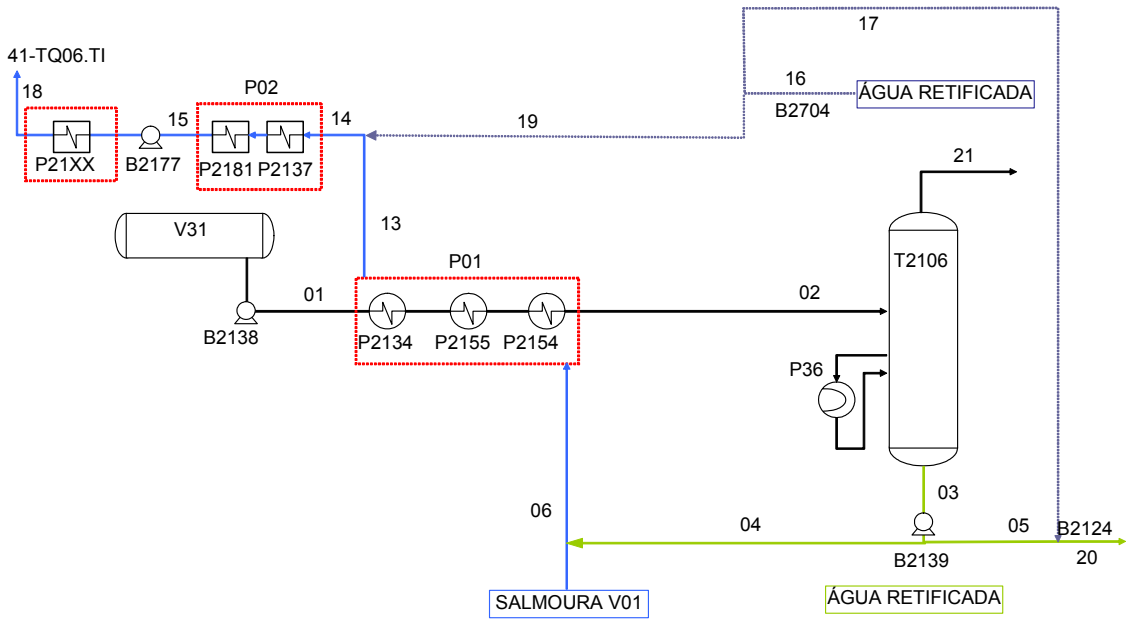 17
41-TQ06.TI
P02
16
ÁGUA RETIFICADA
18
15
14
19
B2704
P21XX
B2177
P2181
P2137
21
V31
13
P01
T2106
01
02
B2138
P2134
P2155
P2154
P36
03
06
04
05
B2124
B2139
20
SALMOURA V01
ÁGUA RETIFICADA